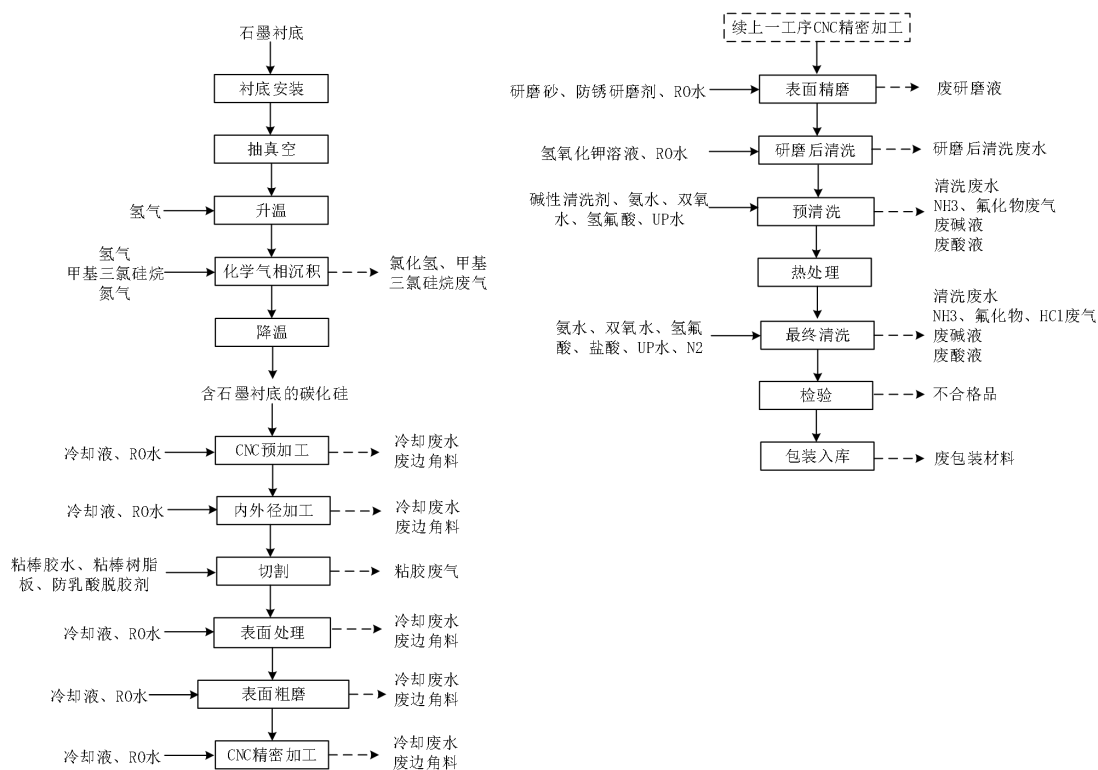 石墨衬底
衬底安装
抽真空
氢气
升温
氢气
甲基三氯硅烷
氮气
化学气相沉积
氯化氢、甲基
三氯硅烷废气
降温
含石墨衬底的碳化硅
冷却液、RO水
CNC预加工
冷却废水
废边角料
冷却液、RO水
内外径加工
冷却废水
废边角料
粘棒胶水、粘棒树脂
板、防乳酸脱胶剂
切割
粘胶废气
冷却液、RO水
表面处理
冷却废水
废边角料
冷却液、RO水
表面粗磨
冷却废水
废边角料
冷却液、RO水
CNC精密加工
冷却废水
废边角料
续上一工序CNC精密加工
研磨砂、防锈研磨剂、RO水
表面精磨
废研磨液
氢氧化钾溶液、RO水
研磨后清洗
研磨后清洗废水
碱性清洗剂、氨水、双氧
水、氢氟酸、UP水
预清洗
清洗废水
NH3、氟化物废气
废碱液
废酸液
热处理
氨水、双氧水、氢氟
酸、盐酸、UP水、N2
最终清洗
清洗废水
NH3、氟化物、HCl废气
废碱液
废酸液
检验
不合格品
包装入库
废包装材料